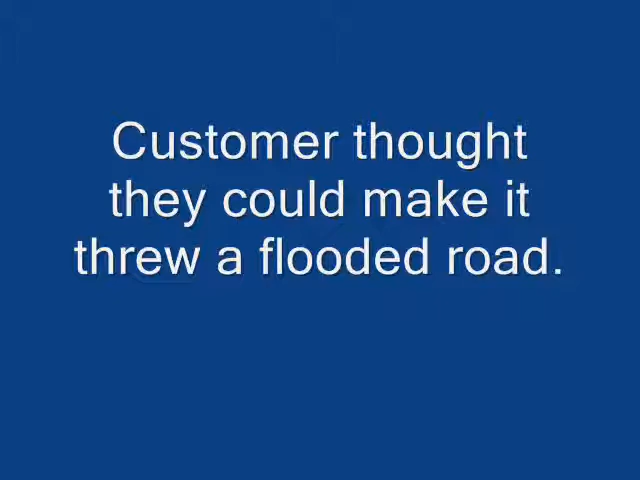 Customer thought
they could make it
threw a flooded road.